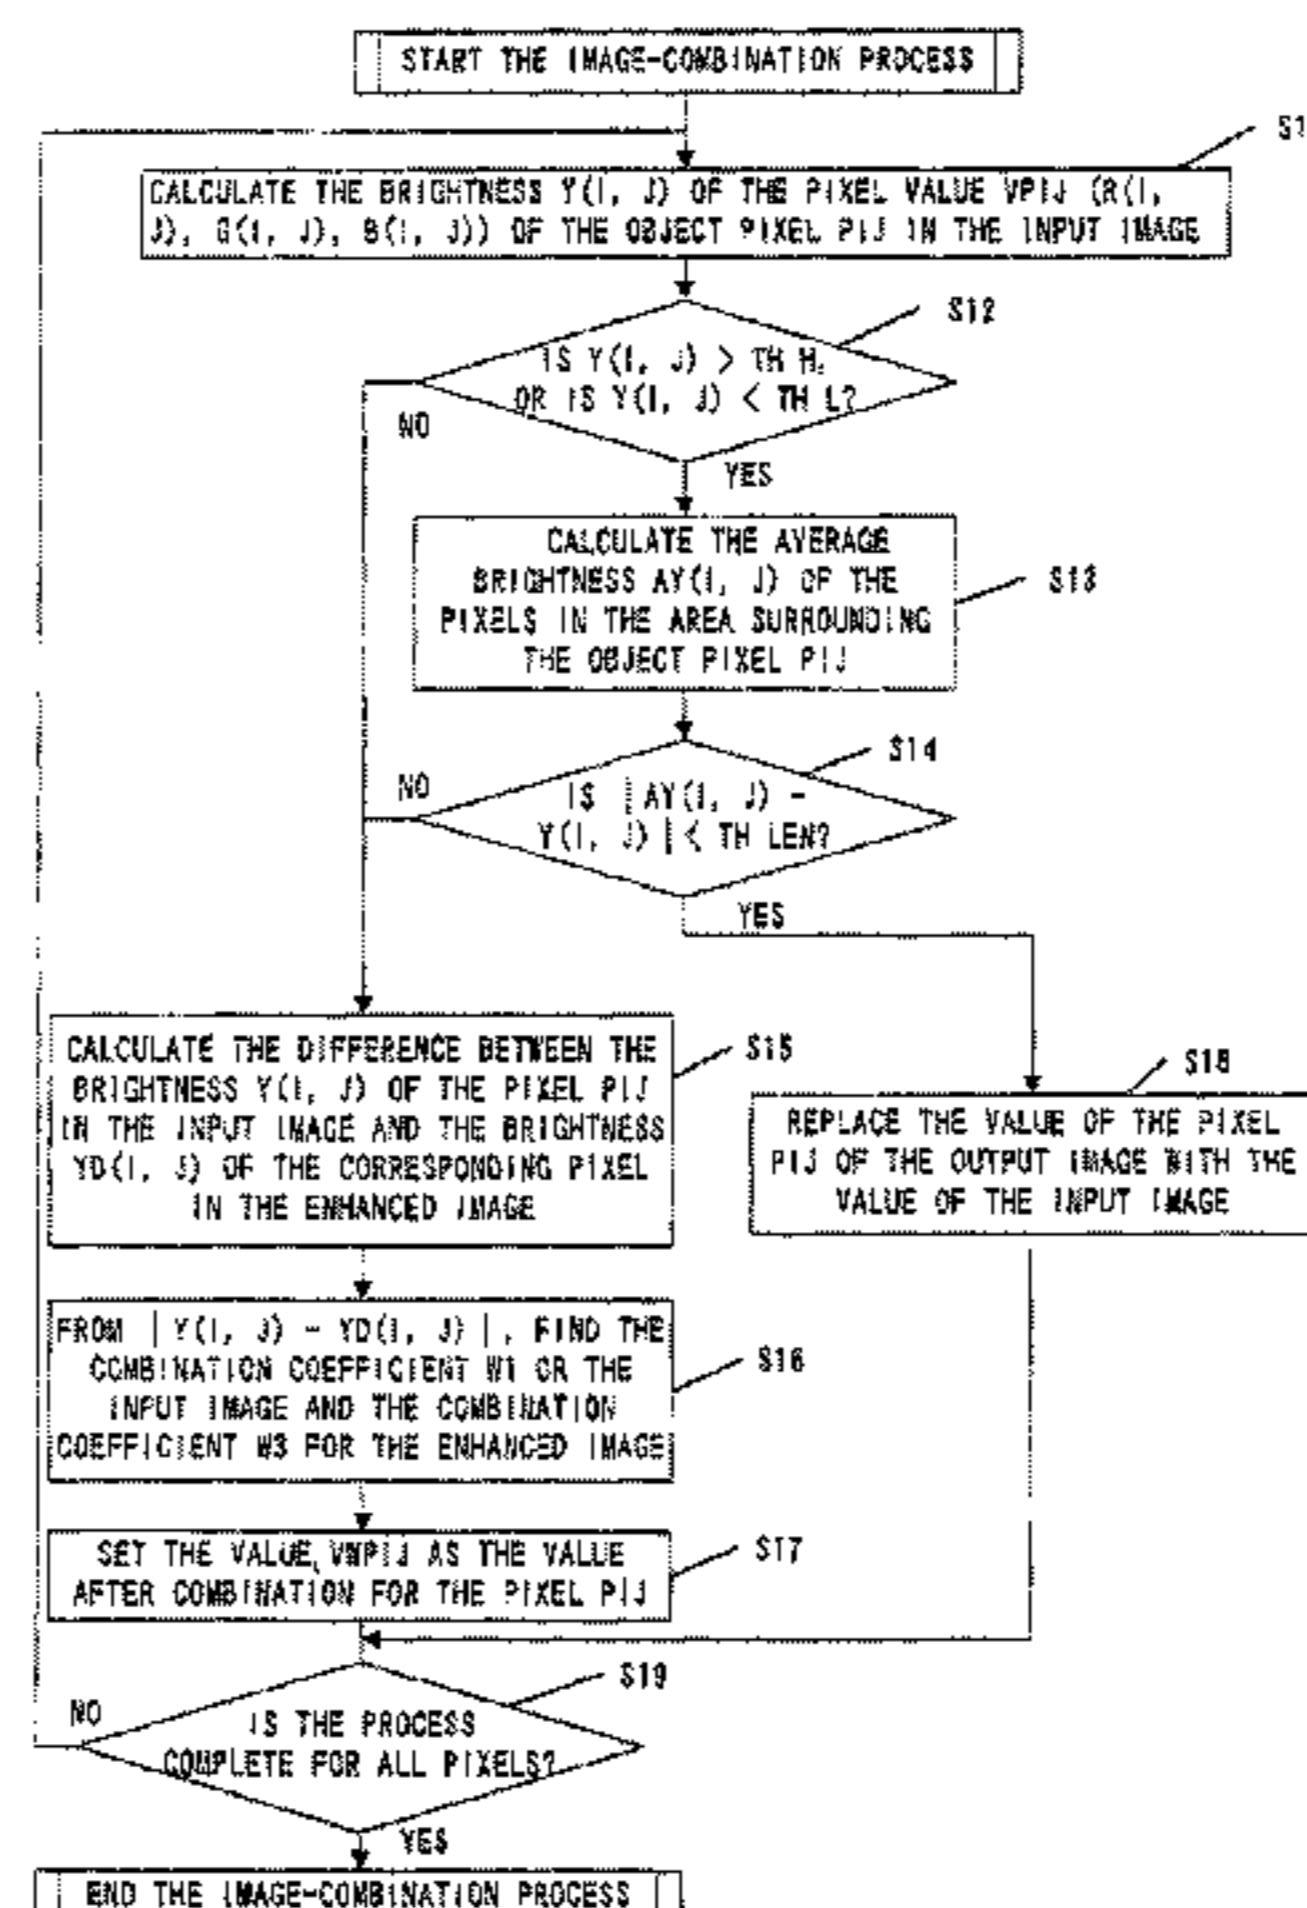 START THE IMAGE-COMBINATION PROCESS
S1
CALCULATE THE BRIGHTNESS Y(I, J) OF THE PIXEL VALUE VPIJ (R(I,
J), G(I, J), B(I, J)) OF THE OBJECT PIXEL PIJ IN THE INPUT IMAGE
S12
IS Y(I, J) > TH H,
OR IS Y(I, J) < TH L?
NO
YES
CALCULATE THE AVERAGE
BRIGHTNESS AY(I, J) OF THE
PIXELS IN THE AREA SURROUNDING
THE OBJECT PIXEL PIJ
S13
S14
NO
IS | AY(I, J) -
Y(I, J) | < TH LEN?
YES
CALCULATE THE DIFFERENCE BETWEEN THE
BRIGHTNESS Y(I, J) OF THE PIXEL PIJ
IN THE INPUT IMAGE AND THE BRIGHTNESS
YD(I, J) OF THE CORRESPONDING PIXEL
IN THE ENHANCED IMAGE
S15
S18
REPLACE THE VALUE OF THE PIXEL
PIJ OF THE OUTPUT IMAGE WITH THE
VALUE OF THE INPUT IMAGE
FROM | Y(I, J) - YD(I, J) |, FIND THE
COMBINATION COEFFICIENT W1 OR THE
INPUT IMAGE AND THE COMBINATION
COEFFICIENT W3 FOR THE ENHANCED IMAGE
S16
SET THE VALUE VWPIJ AS THE VALUE
AFTER COMBINATION FOR THE PIXEL PIJ
S17
S19
NO
IS THE PROCESS
COMPLETE FOR ALL PIXELS?
YES
END THE IMAGE-COMBINATION PROCESS